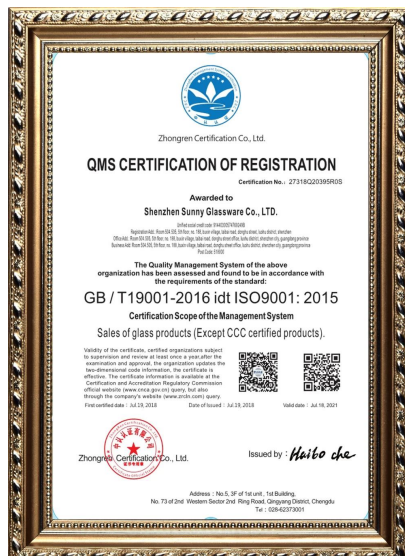 Zhongren Certification Co., Ltd.
QMS CERTIFICATION OF REGISTRATION
Certification No.: 27318Q20395R0S
Awarded to
Shenzhen Sunny Glassware Co., LTD.
The Quality Management System of the above
organization has been assessed and found to be in accordance with
the requirements of the standard:
GB / T19001-2016 idt ISO9001: 2015
Certification Scope of the Management System
Sales of glass products (Except CCC certified products).
Validity of the certificate, certified organizations subject
to supervision and review at least once a year,after the
examination and approval, the organization updates the
two-dimensional code information, the certificate is
effective. The certificate information is available at the
Certification and Accreditation Regulatory Commission
official website (www.cnca.gov.cn) query, but also
through the company's website (www.zrcln.com) query.
First certified date : Jul.19, 2018
Date of Issued : Jul.19, 2018
Valid date : Jul.18, 2021
Zhongren Certification Co., Ltd.
Issued by : Haibo che
Address : No.5, 3F of 1st unit , 1st Building,
No. 73 of 2nd Western Sector 2nd Ring Road, Qingyang District, Chengdu
Tel : 028-62373001